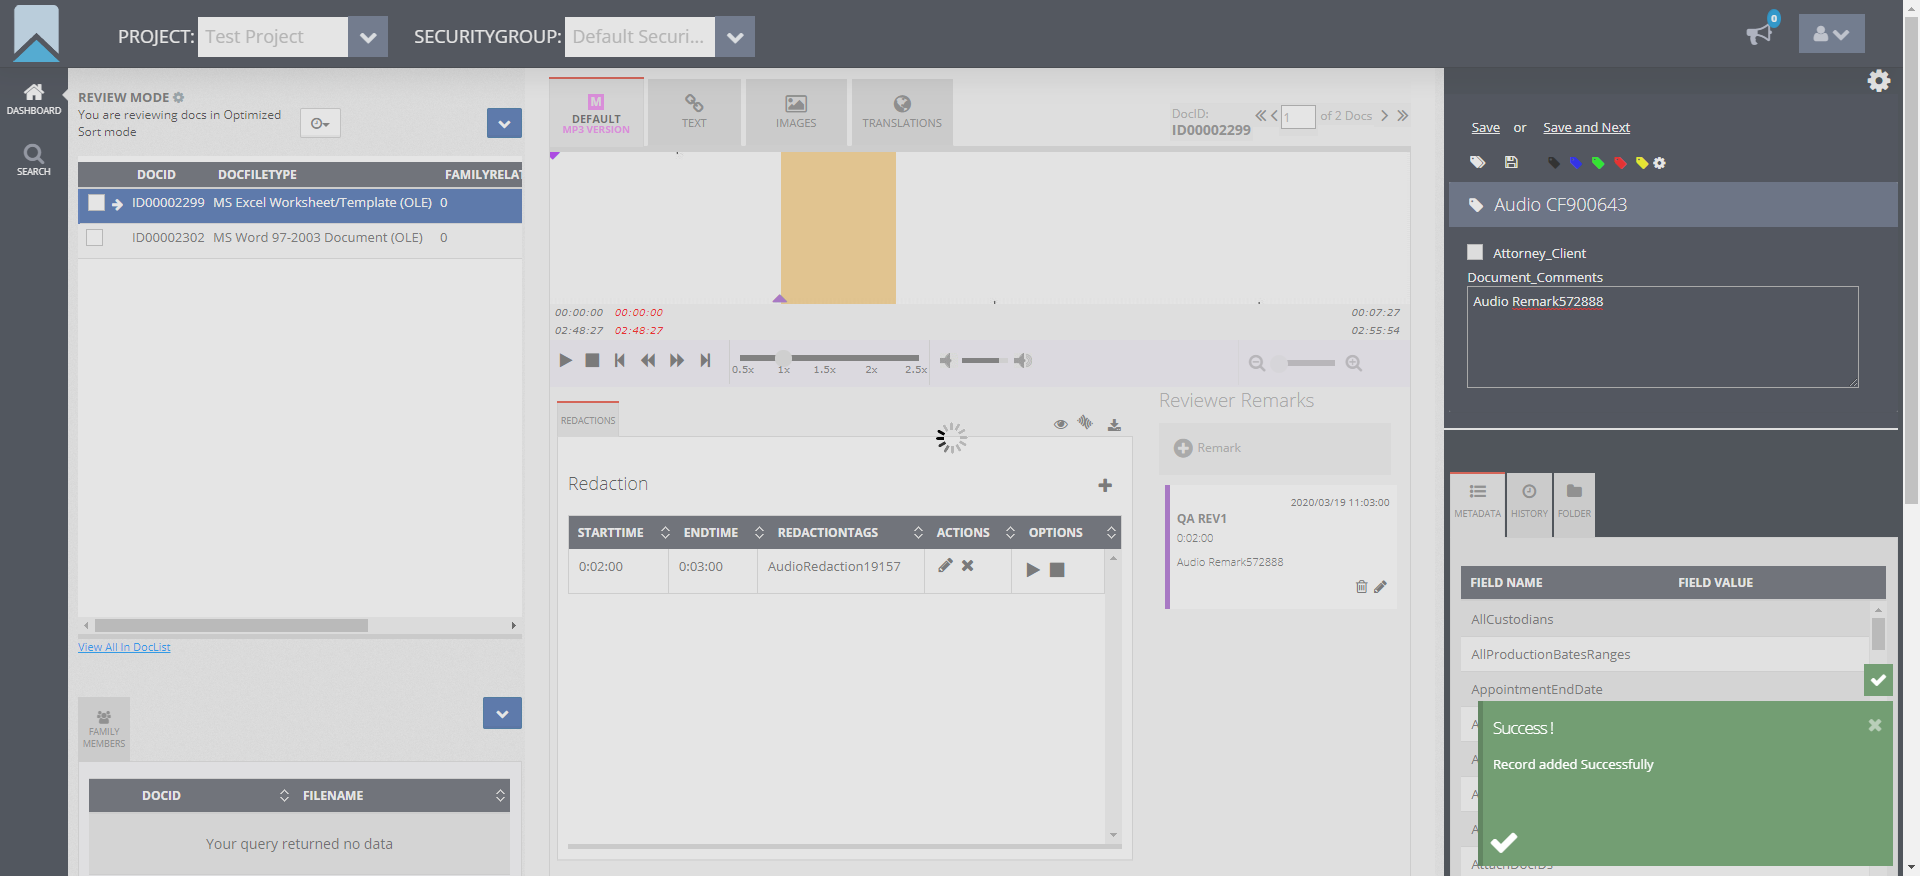 PROJECT: Test Project
SECURITYGROUP: Default Securi...
0
DASHBOARD
SEARCH
REVIEW MODE
You are reviewing docs in Optimized
Sort mode
DOCID DOCFILETYPE FAMILYRELAT
ID00002299 MS Excel Worksheet/Template (OLE) 0
ID00002302 MS Word 97-2003 Document (OLE) 0
View All In DocList
FAMILY
MEMBERS
DOCID FILENAME
Your query returned no data
M
DEFAULT
MP3 VERSION
TEXT
IMAGES
TRANSLATIONS
DocID:
ID00002299
1 of 2 Docs
00:00:00 00:00:00 00:07:27
02:48:27 02:48:27 02:55:54
0.5x 1x 1.5x 2x 2.5x
REDACTIONS
Redaction
STARTTIME ENDTIME REDACTIONTAGS ACTIONS OPTIONS
0:02:00 0:03:00 AudioRedaction19157
Reviewer Remarks
Remark
2020/03/19 11:03:00
QA REV1
0:02:00
Audio Remark572888
Save or Save and Next
Audio CF900643
Attorney_Client
Document_Comments
Audio Remark572888
METADATA
HISTORY
FOLDER
FIELD NAME FIELD VALUE
AllCustodians
AllProductionBatesRanges
AppointmentEndDate
Success!
Record added Successfully